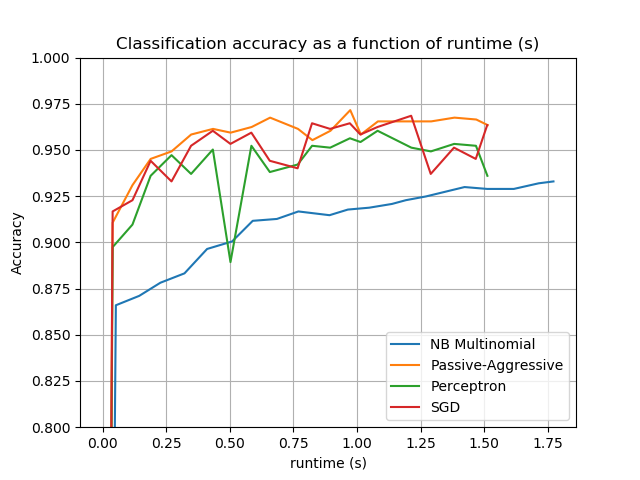 Classification accuracy as a function of runtime (s)
1.000
0.975
0.950
0.925
0.900
0.875
0.850
0.825
0.800
Accuracy
NB Multinomial
Passive-Aggressive
Perceptron
SGD
0.00 0.25 0.50 0.75 1.00 1.25 1.50 1.75
runtime (s)